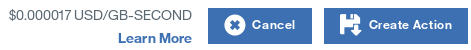 $0.000017 USD/GB-SECOND
Learn More
Cancel
Create Action